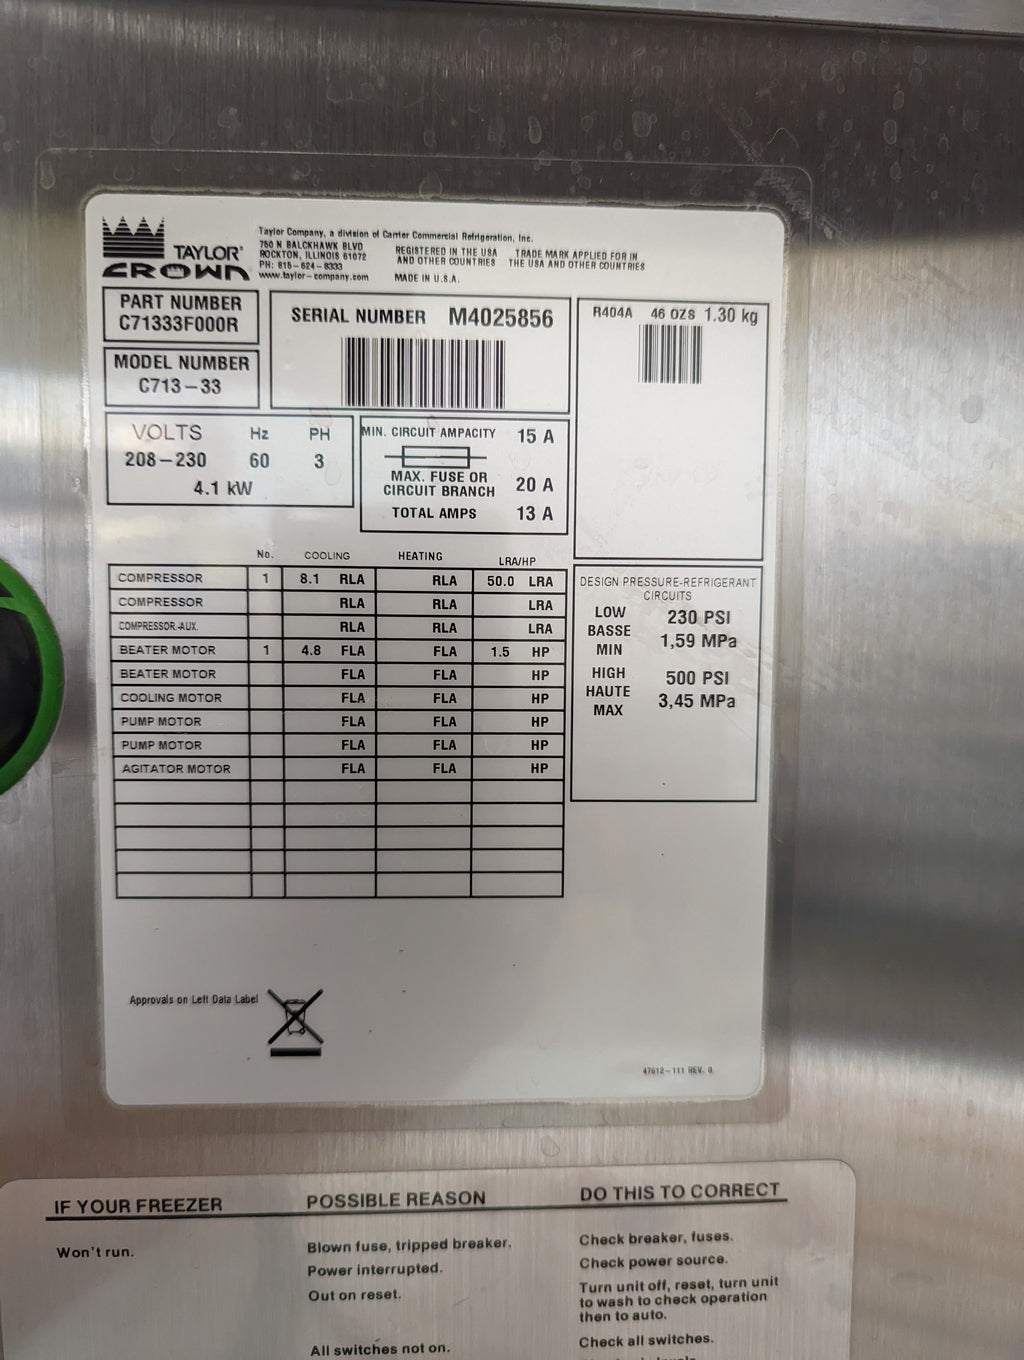 TAYLOR®
CROWN
Taylor Company, a division of Carrier Commercial Refrigeration, Inc.
750 N BALCKHAWK BLVD
ROCKTON, ILLINOIS 61072
PH: 815-624-8333
www.taylor-company.com
REGISTERED IN THE USA
AND OTHER COUNTRIES
MADE IN U.S.A.
TRADE MARK APPLIED FOR IN
THE USA AND OTHER COUNTRIES
PART NUMBER
C71333F000R
MODEL NUMBER
C713-33
SERIAL NUMBER M4025856
R404A 46 OZS 1.30 kg
VOLTS Hz PH
208-230 60 3
4.1 kW
MIN. CIRCUIT AMPACITY 15 A
MAX. FUSE OR
CIRCUIT BRANCH 20 A
TOTAL AMPS 13 A
No. COOLING HEATING LRA/HP
COMPRESSOR 1 8.1 RLA RLA 50.0 LRA
COMPRESSOR RLA RLA LRA
COMPRESSOR-AUX. RLA RLA LRA
BEATER MOTOR 1 4.8 FLA FLA 1.5 HP
BEATER MOTOR FLA FLA HP
COOLING MOTOR FLA FLA HP
PUMP MOTOR FLA FLA HP
PUMP MOTOR FLA FLA HP
AGITATOR MOTOR FLA FLA HP
DESIGN PRESSURE-REFRIGERANT
CIRCUITS
LOW 230 PSI
BASSE 1,59 MPa
MIN
HIGH 500 PSI
HAUTE 3,45 MPa
MAX
Approvals on Left Data Label
47612-111 REV. 0
IF YOUR FREEZER POSSIBLE REASON DO THIS TO CORRECT
Won't run. Blown fuse, tripped breaker. Check breaker, fuses.
Power interrupted. Check power source.
Out on reset. Turn unit off, reset, turn unit
to wash to check operation
then to auto.
All switches not on. Check all switches.